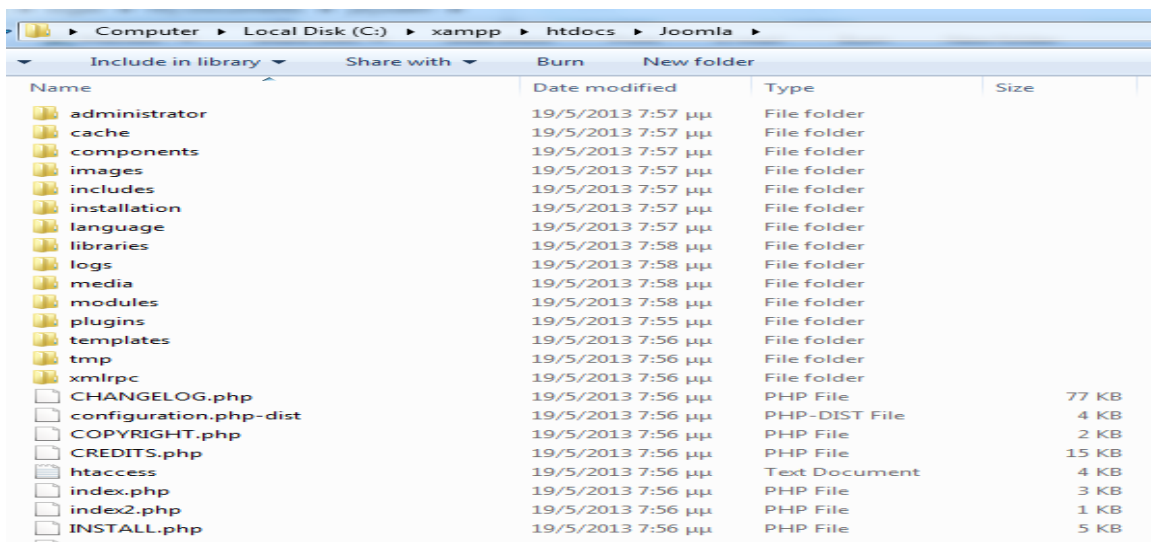 Computer Local Disk (C:) xampp htdocs Joomla
Include in library Share with Burn New folder
Name Date modified Type Size
administrator 19/5/2013 7:57 μμ File folder
cache 19/5/2013 7:57 μμ File folder
components 19/5/2013 7:57 μμ File folder
images 19/5/2013 7:57 μμ File folder
includes 19/5/2013 7:57 μμ File folder
installation 19/5/2013 7:57 μμ File folder
language 19/5/2013 7:57 μμ File folder
libraries 19/5/2013 7:58 μμ File folder
logs 19/5/2013 7:58 μμ File folder
media 19/5/2013 7:58 μμ File folder
modules 19/5/2013 7:58 μμ File folder
plugins 19/5/2013 7:55 μμ File folder
templates 19/5/2013 7:56 μμ File folder
tmp 19/5/2013 7:56 μμ File folder
xmlrpc 19/5/2013 7:56 μμ File folder
CHANGELOG.php 19/5/2013 7:56 μμ PHP File 77 KB
configuration.php-dist 19/5/2013 7:56 μμ PHP-DIST File 4 KB
COPYRIGHT.php 19/5/2013 7:56 μμ PHP File 2 KB
CREDITS.php 19/5/2013 7:56 μμ PHP File 15 KB
htaccess 19/5/2013 7:56 μμ Text Document 4 KB
index.php 19/5/2013 7:56 μμ PHP File 3 KB
index2.php 19/5/2013 7:56 μμ PHP File 1 KB
INSTALL.php 19/5/2013 7:56 μμ PHP File 5 KB